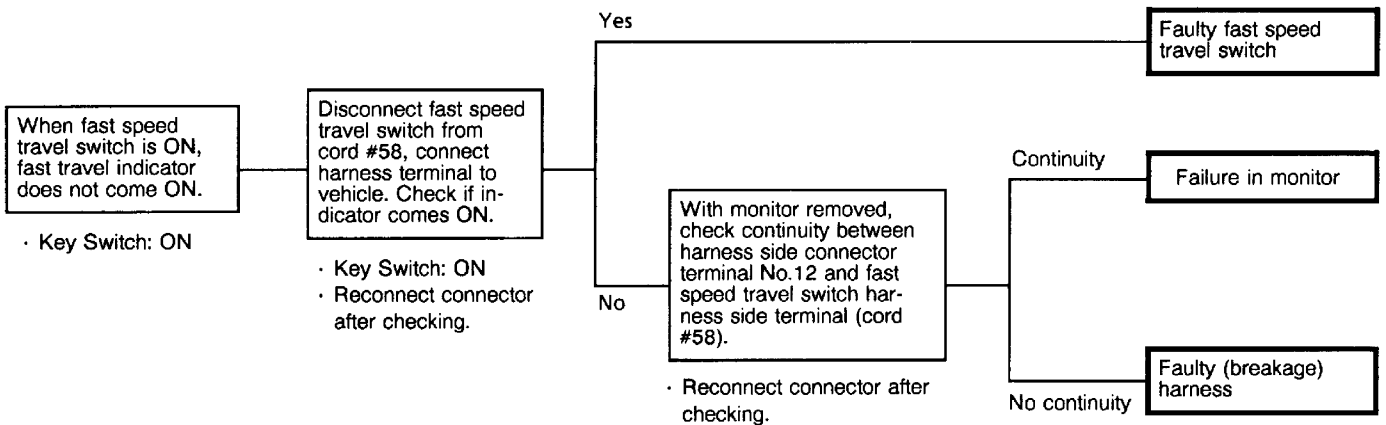 When fast speed
travel switch is ON,
fast travel indicator
does not come ON.
· Key Switch: ON
Disconnect fast speed
travel switch from
cord #58, connect
harness terminal to
vehicle. Check if in-
dicator comes ON.
· Key Switch: ON
· Reconnect connector
after checking.
Yes
Faulty fast speed
travel switch
No
With monitor removed,
check continuity between
harness side connector
terminal No.12 and fast
speed travel switch har-
ness side terminal (cord
#58).
· Reconnect connector after
checking.
Continuity
Failure in monitor
No continuity
Faulty (breakage)
harness